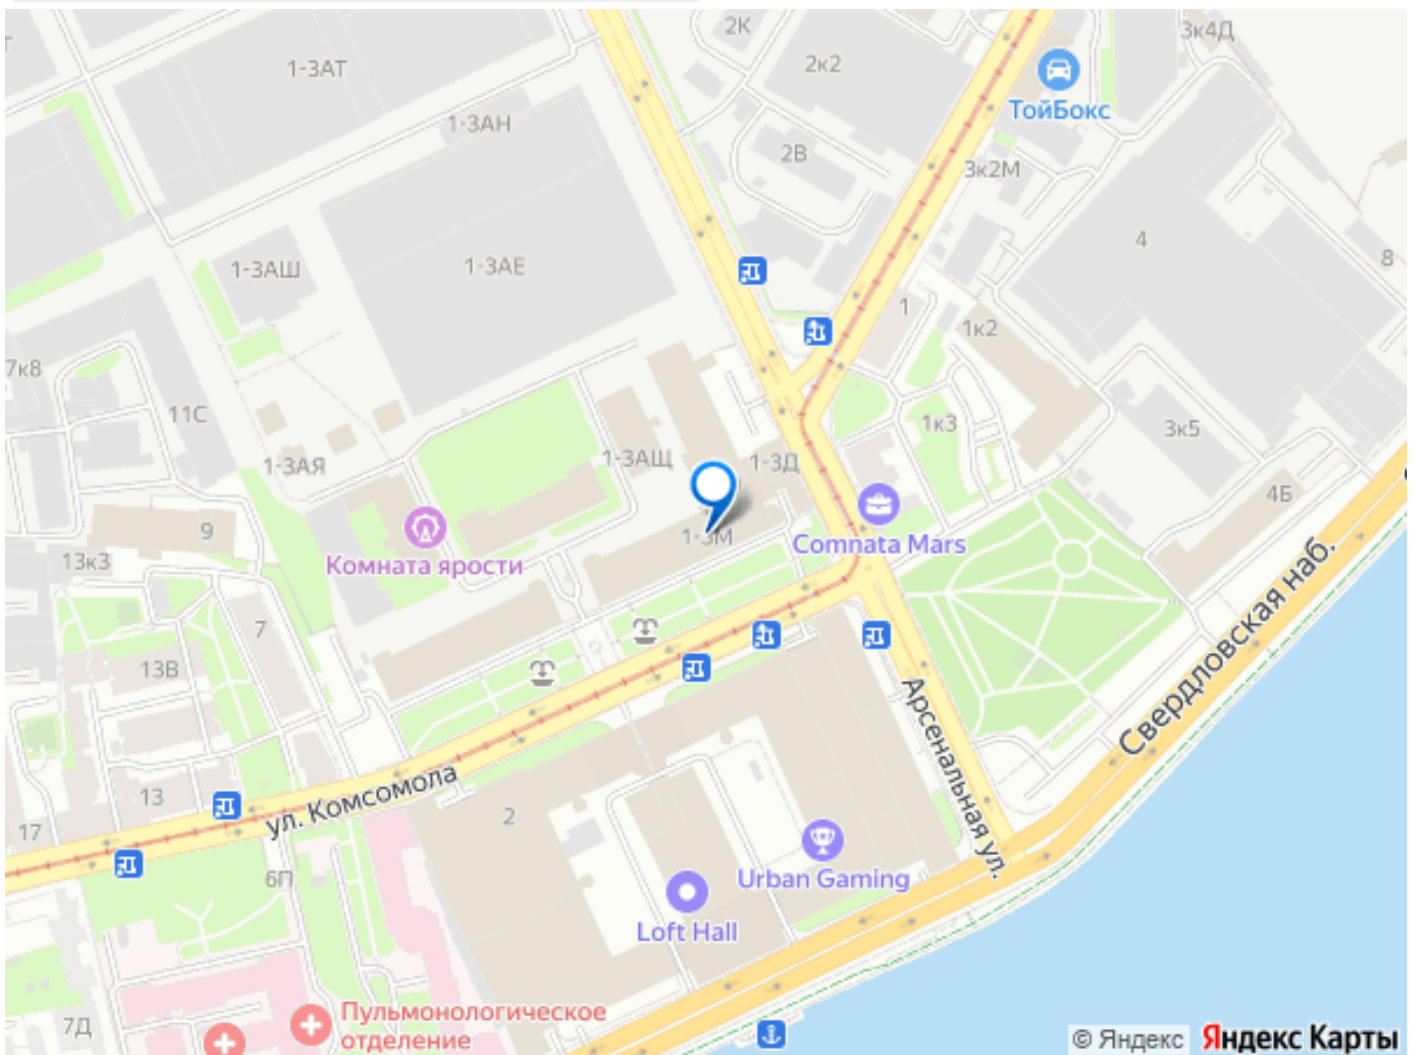 2К
3к4Д
1-3АТ
2к2
ТойБокс
1-3АН
2В
3к2М
4
8
1-3АШ
1-3АЕ
1
1к2
7к8
11С
1к3
3к5
1-3АЩ
1-3Д
1-3АЯ
4Б
9
1-3М
Comnata Mars
Комната ярости
13к3
7
13В
Свердловская наб.
Арсенальная ул.
ул. Комсомола
13
2
17
6П
Urban Gaming
Loft Hall
Пульмонологическое
отделение
7Д
© Яндекс Яндекс Карты